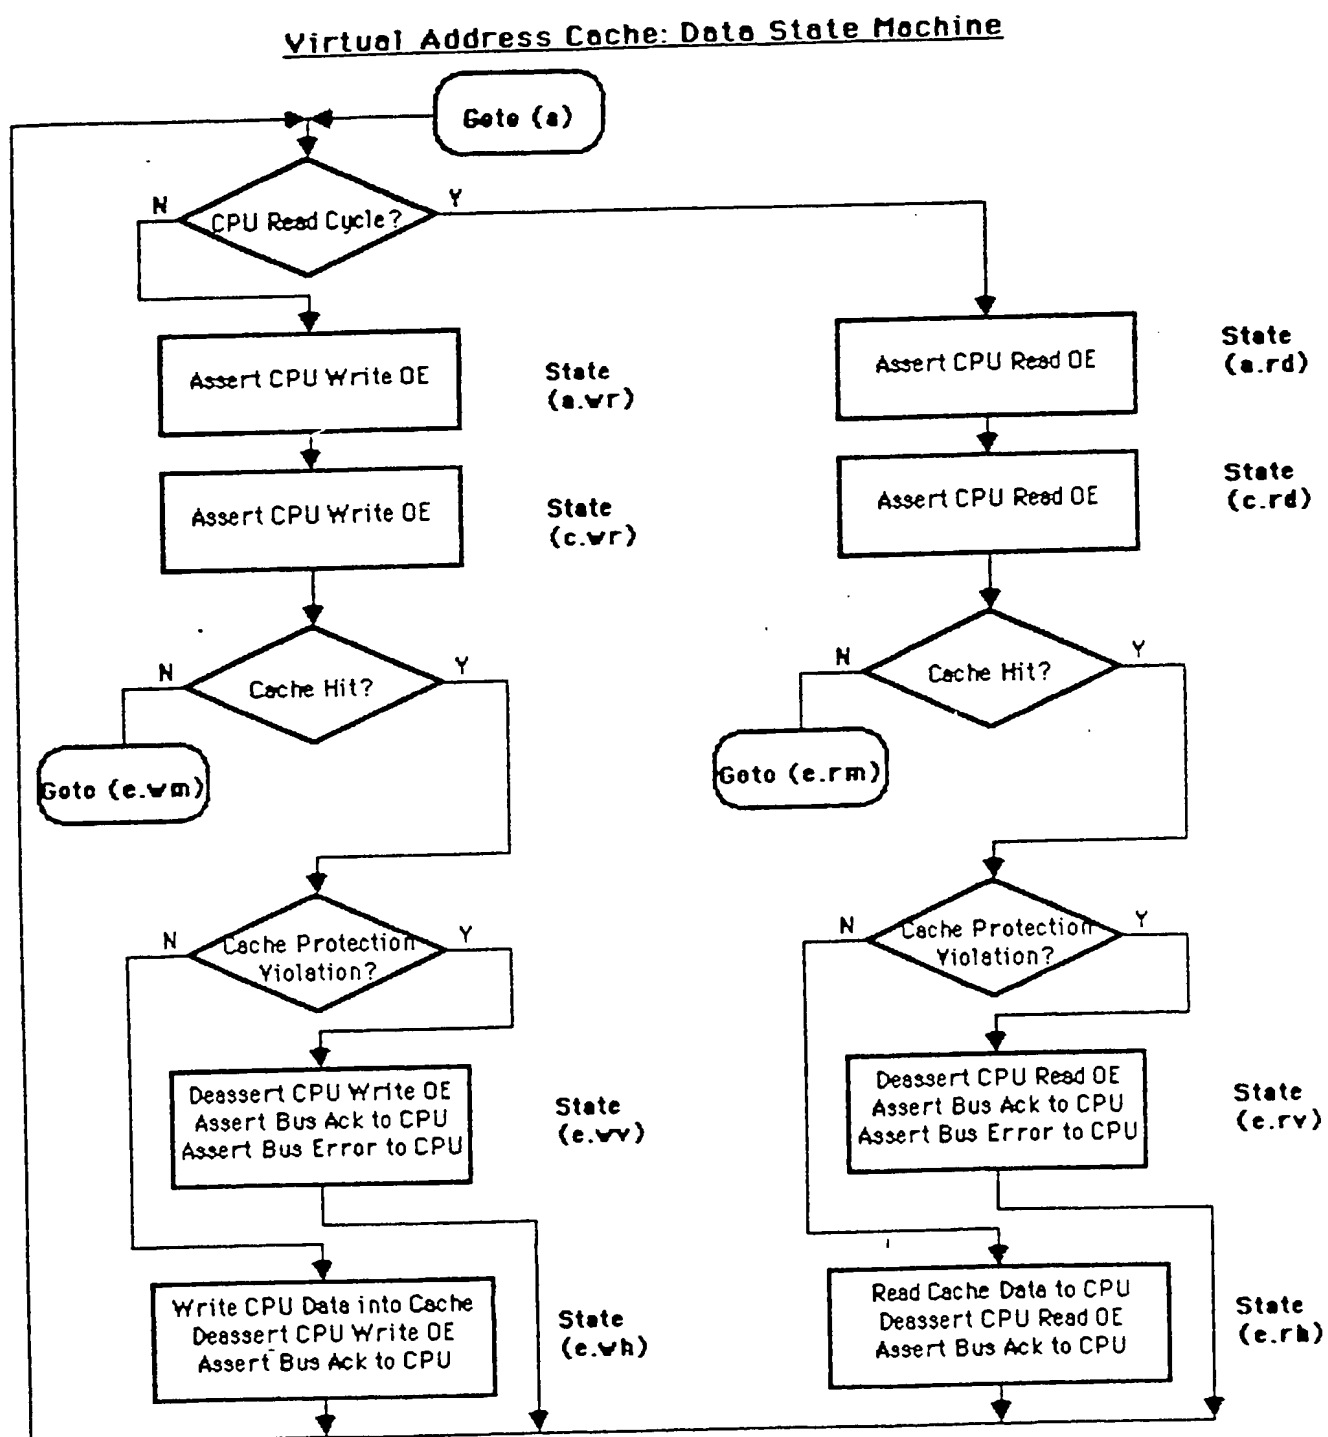 Virtual Address Cache: Data State Machine
Goto (a)
N
Y
CPU Read Cycle?
Assert CPU Write OE
State
(a.wr)
Assert CPU Read OE
State
(a.rd)
Assert CPU Write OE
State
(c.wr)
Assert CPU Read OE
State
(c.rd)
N
Y
Cache Hit?
Goto (e.wm)
N
Y
Cache Hit?
Goto (e.rm)
N
Y
Cache Protection
Violation?
N
Y
Cache Protection
Violation?
Deassert CPU Write OE
Assert Bus Ack to CPU
Assert Bus Error to CPU
State
(e.wv)
Deassert CPU Read OE
Assert Bus Ack to CPU
Assert Bus Error to CPU
State
(e.rv)
Write CPU Data into Cache
Deassert CPU Write OE
Assert Bus Ack to CPU
State
(e.wh)
Read Cache Data to CPU
Deassert CPU Read OE
Assert Bus Ack to CPU
State
(e.rh)